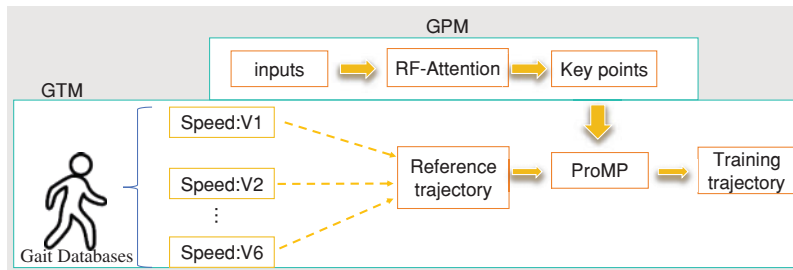 GPM
inputs
RF-Attention
Key points
GTM
Speed:V1
Speed:V2
⋮
Speed:V6
Gait Databases
Reference
trajectory
ProMP
Training
trajectory